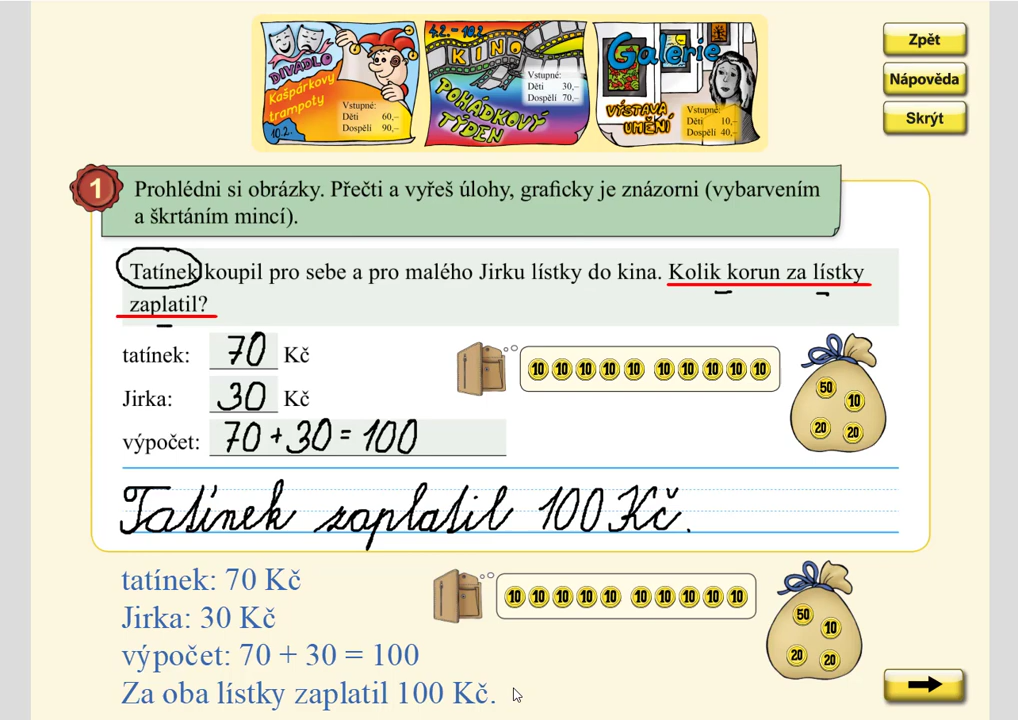 DIVADLO
Kašpárkovy
trampoty
10.2.
Vstupné:
Děti 60,–
Dospělí 90,–
4.2. – 10.2.
KINO
Vstupné:
Děti 30,–
Dospělí 70,–
POHÁDKOVÝ
TÝDEN
Galerie
VÝSTAVA
UMĚNÍ
Vstupné:
Děti 10,–
Dospělí 40,–
Zpět
Nápověda
Skrýt
1
Prohlédni si obrázky. Přečti a vyřeš úlohy, graficky je znázorni (vybarvením
a škrtáním mincí).
Tatínek koupil pro sebe a pro malého Jirku lístky do kina. Kolik korun za lístky
zaplatil?
tatínek: 70 Kč
Jirka: 30 Kč
výpočet: 70 + 30 = 100
10 10 10 10 10 10 10 10 10 10
50
10
20 20
Tatínek zaplatil 100 Kč.
tatínek: 70 Kč
Jirka: 30 Kč
výpočet: 70 + 30 = 100
Za oba lístky zaplatil 100 Kč.
10 10 10 10 10 10 10 10 10 10
50
10
20 20